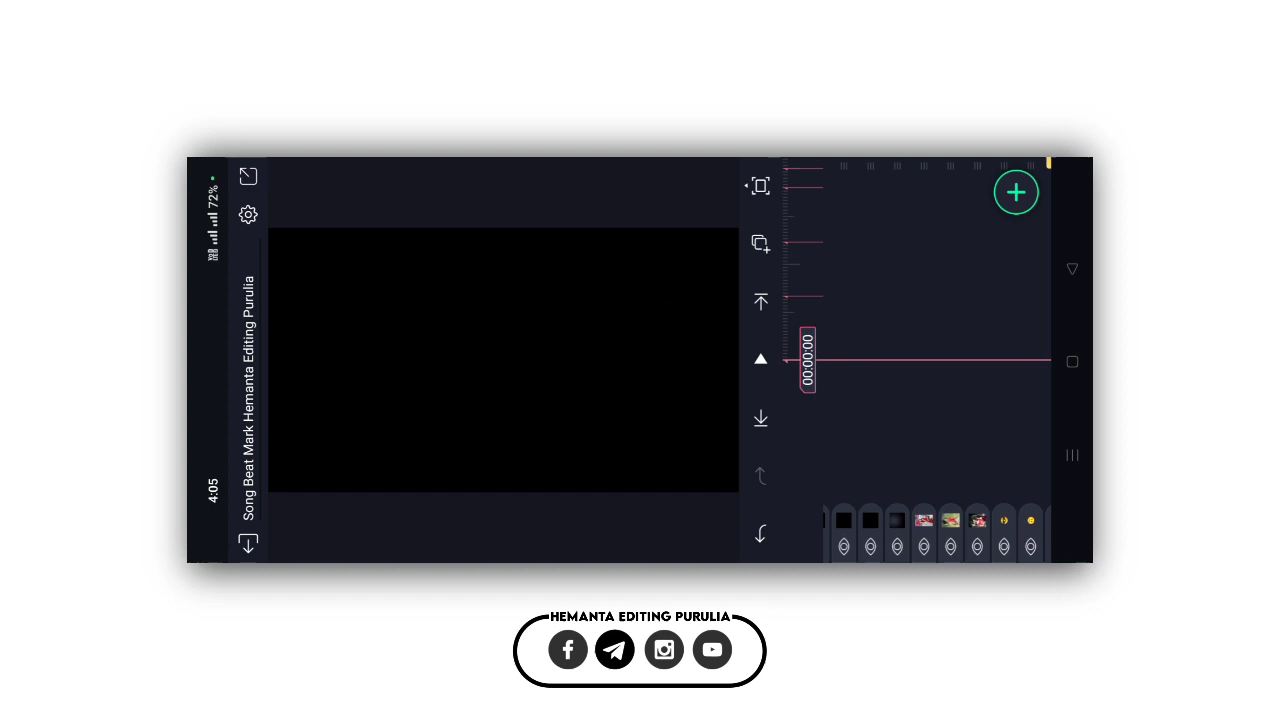 4:05
72%
Song Beat Mark Hemanta Editing Purulia
00:00:00
HEMANTA EDITING PURULIA